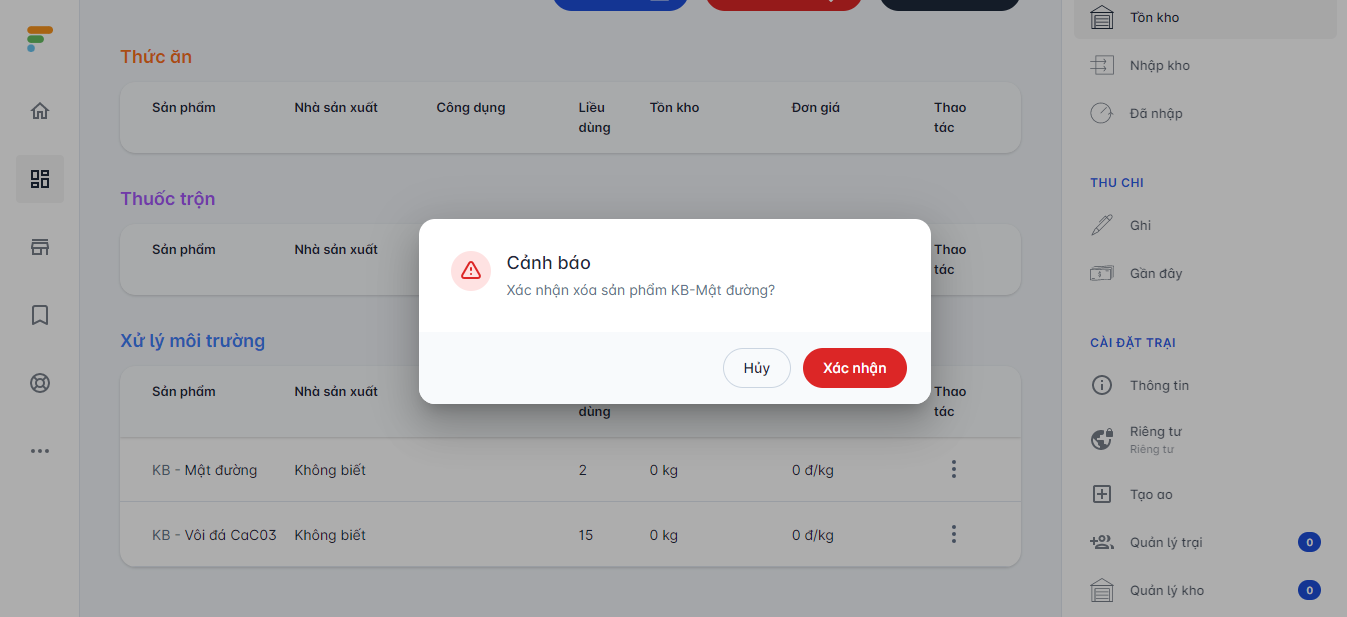 Thức ăn
Sản phẩm Nhà sản xuất Công dụng Liều dùng Tồn kho Đơn giá Thao tác
Thuốc trộn
Sản phẩm Nhà sản xuất Thao tác
Xử lý môi trường
Sản phẩm Nhà sản xuất dùng Thao tác
KB - Mật đường Không biết 2 0 kg 0 đ/kg
KB - Vôi đá CaC03 Không biết 15 0 kg 0 đ/kg
Cảnh báo
Xác nhận xóa sản phẩm KB-Mật đường?
Hủy Xác nhận
Tồn kho
Nhập kho
Đã nhập
THU CHI
Ghi
Gần đây
CÀI ĐẶT TRẠI
Thông tin
Riêng tư
Riêng tư
Tạo ao
Quản lý trại 0
Quản lý kho 0